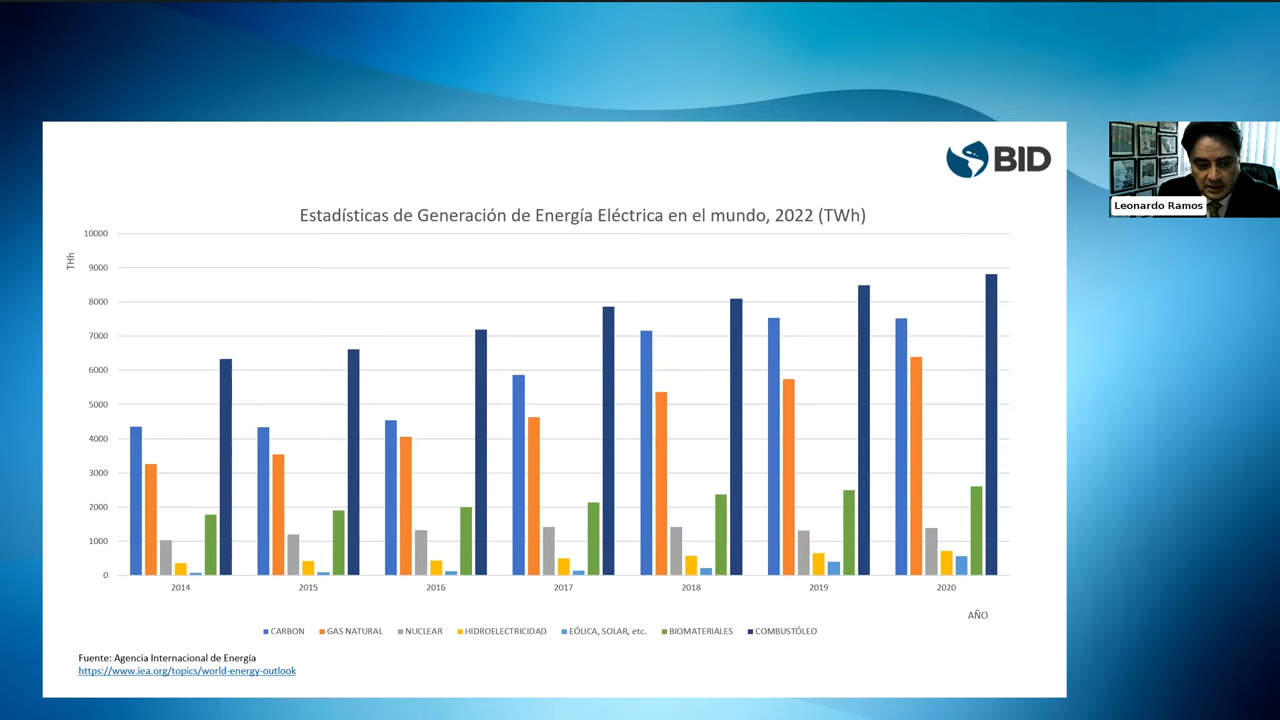 BID
Estadísticas de Generación de Energía Eléctrica en el mundo, 2022 (TWh)
Leonardo Ramos
THh
10000
9000
8000
7000
6000
5000
4000
3000
2000
1000
0
2014 2015 2016 2017 2018 2019 2020
AÑO
CARBON GAS NATURAL NUCLEAR HIDROELECTRICIDAD EÓLICA, SOLAR, etc. BIOMATERIALES COMBUSTÓLEO
Fuente: Agencia Internacional de Energía
https://www.iea.org/topics/world-energy-outlook